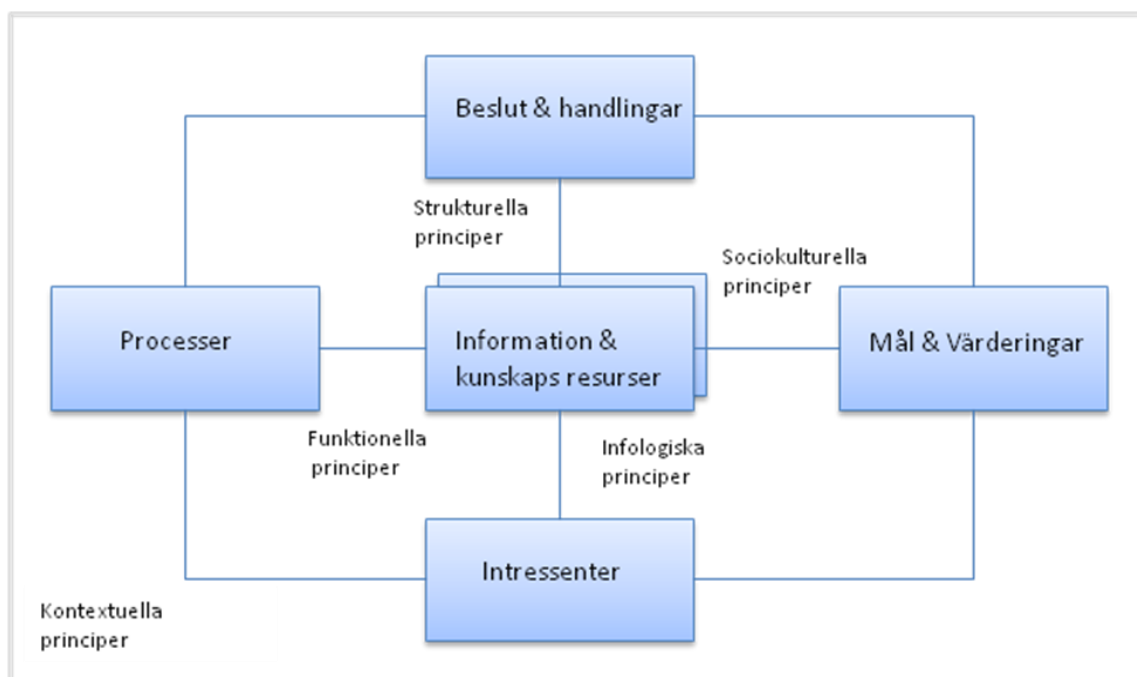 Beslut & handlingar
Strukturella
principer
Sociokulturella
principer
Processer
Information &
kunskaps resurser
Mål & Värderingar
Funktionella
principer
Infologiska
principer
Intressenter
Kontextuella
principer